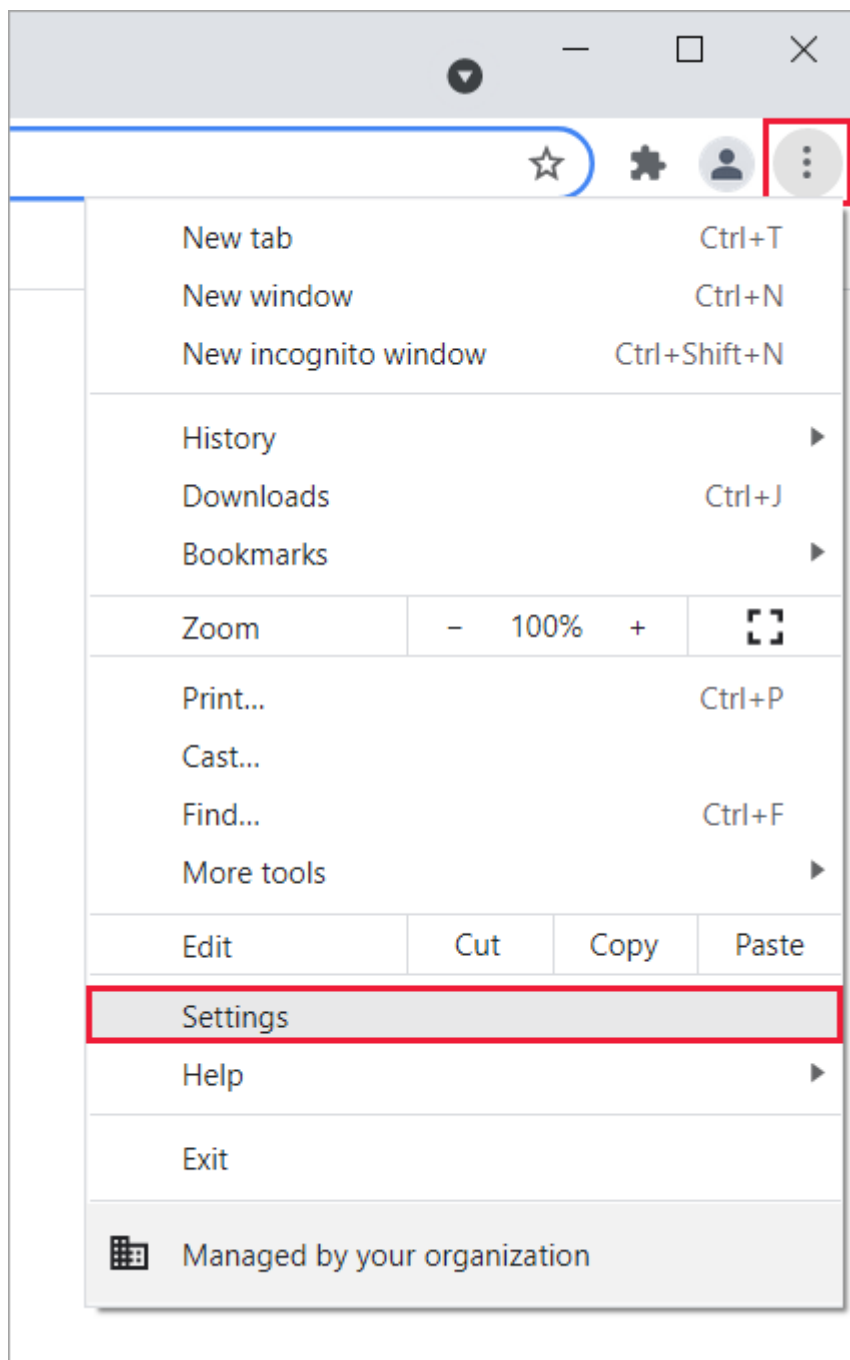 New tab Ctrl+T
New window Ctrl+N
New incognito window Ctrl+Shift+N
History
Downloads Ctrl+J
Bookmarks
Zoom - 100% +
Print... Ctrl+P
Cast...
Find... Ctrl+F
More tools
Edit Cut Copy Paste
Settings
Help
Exit
Managed by your organization